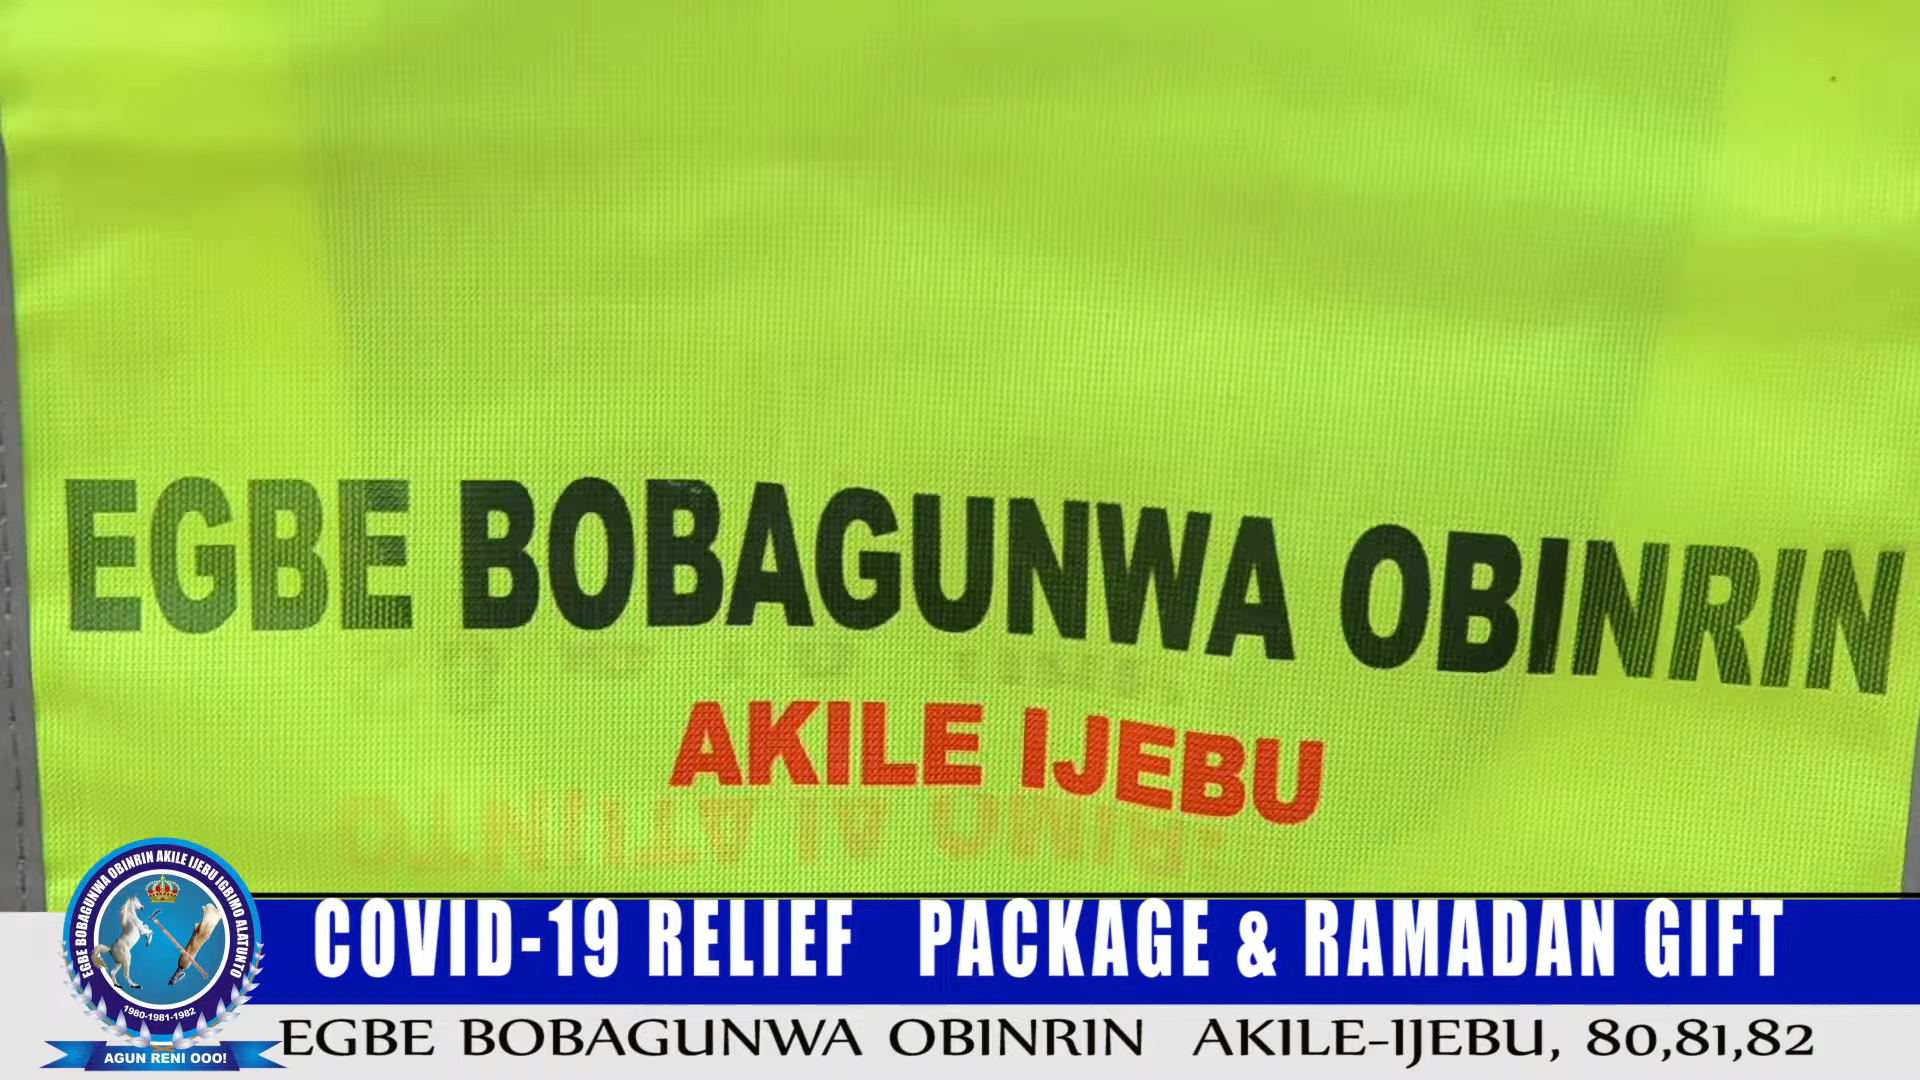 EGBE BOBAGUNWA OBINRIN
AKILE IJEBU
EGBE BOBAGUNWA OBINRIN AKILE IJEBU IGBIMO ALATUNTO
1980-1981-1982
AGUN RENI OOO!
COVID-19 RELIEF PACKAGE & RAMADAN GIFT
EGBE BOBAGUNWA OBINRIN AKILE-IJEBU, 80,81,82